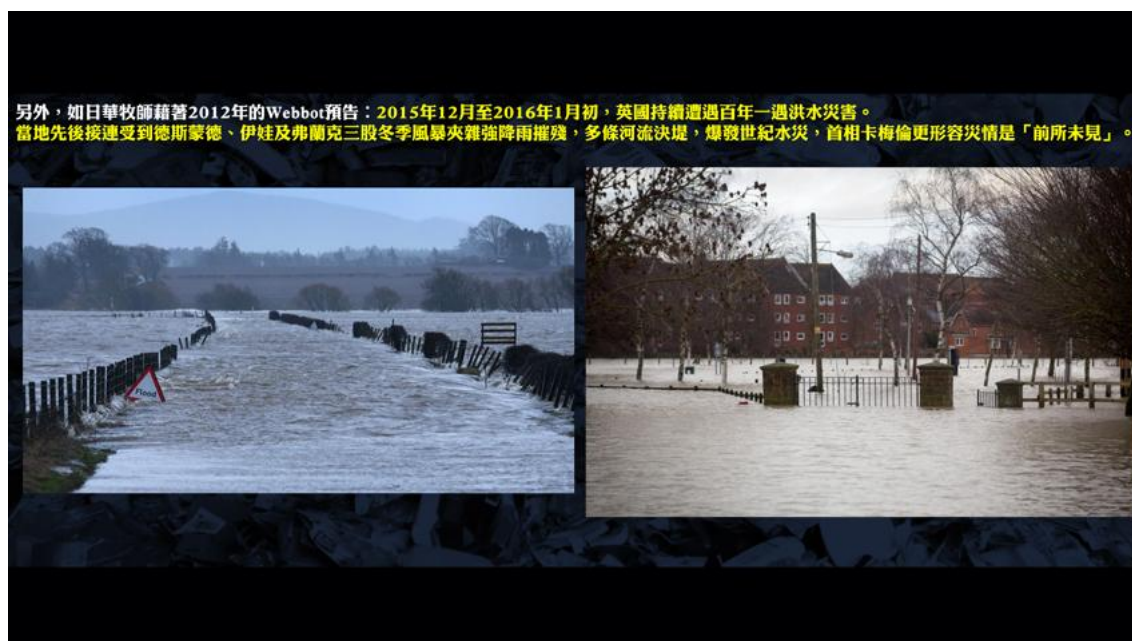 另外，如日華牧師藉著2012年的Webbot預告：2015年12月至2016年1月初，英國持續遭遇百年一遇洪水災害。
當地先後接連受到德斯蒙德、伊娃及弗蘭克三股冬季風暴夾雜強降雨摧殘，多條河流決堤，爆發世紀水災，首相卡梅倫更形容災情是「前所未見」。
Flood